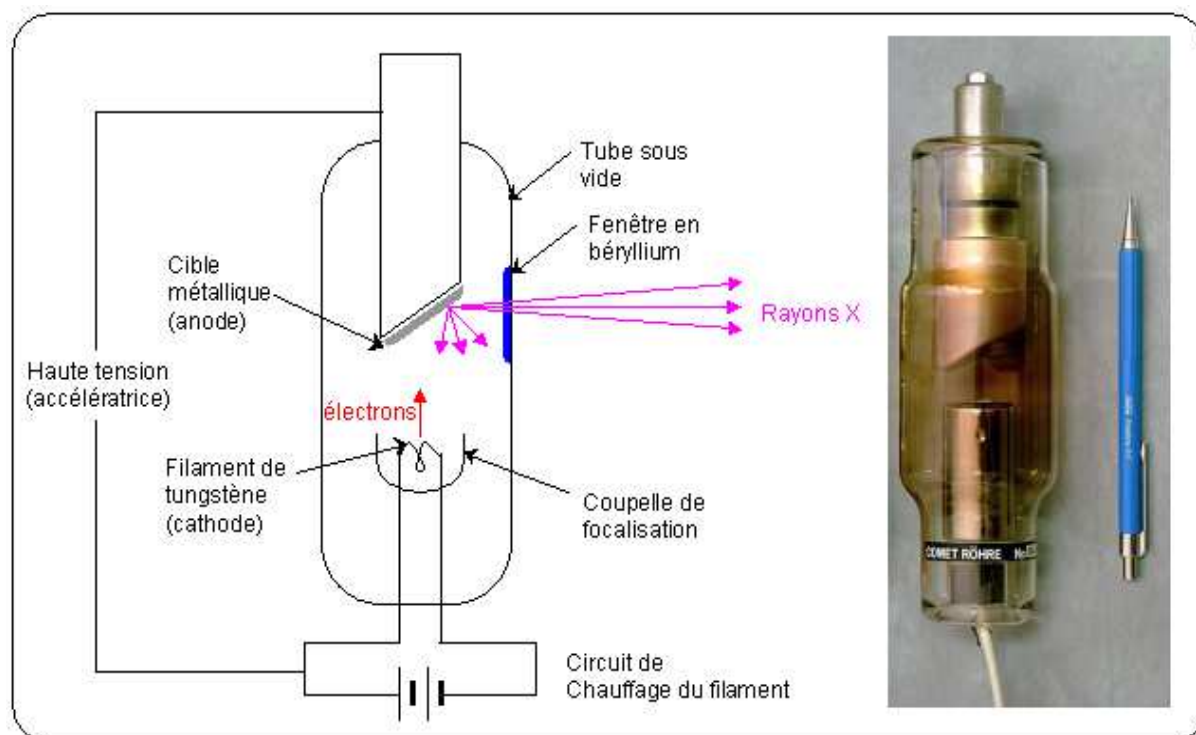 Tube sous
vide
Fenêtre en
béryllium
Cible
métallique
(anode)
Rayons X
Haute tension
(accélératrice)
électrons
Filament de
tungstène
(cathode)
Coupelle de
focalisation
Circuit de
Chauffage du filament
COMET RÖHRE No